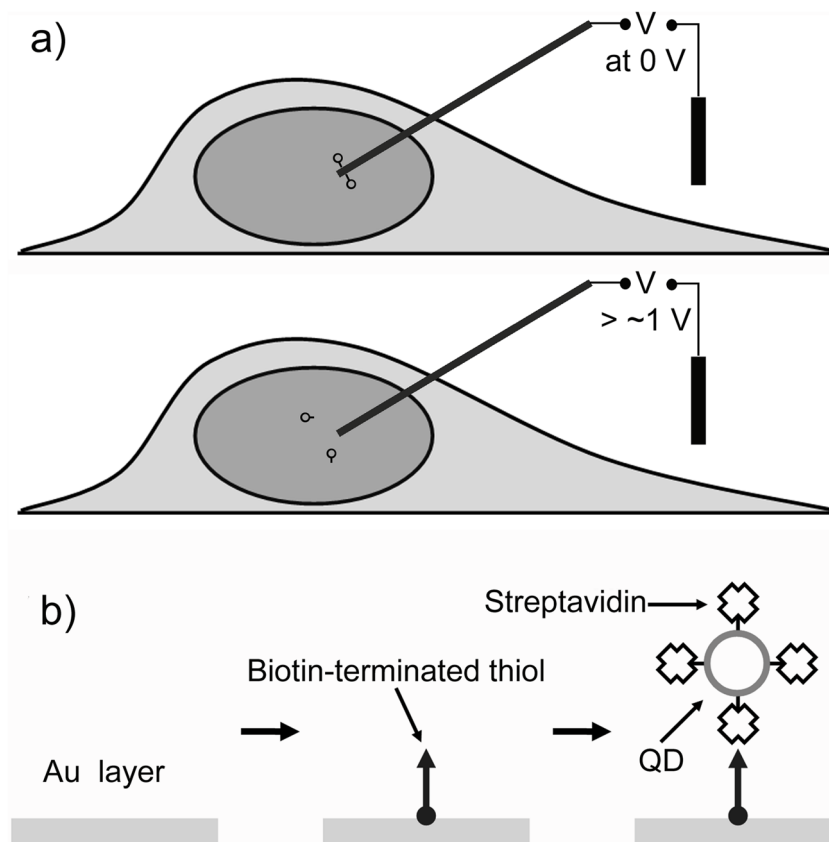 a)
V
at 0 V
V
> ~1 V
b)
Streptavidin
Biotin-terminated thiol
QD
Au layer